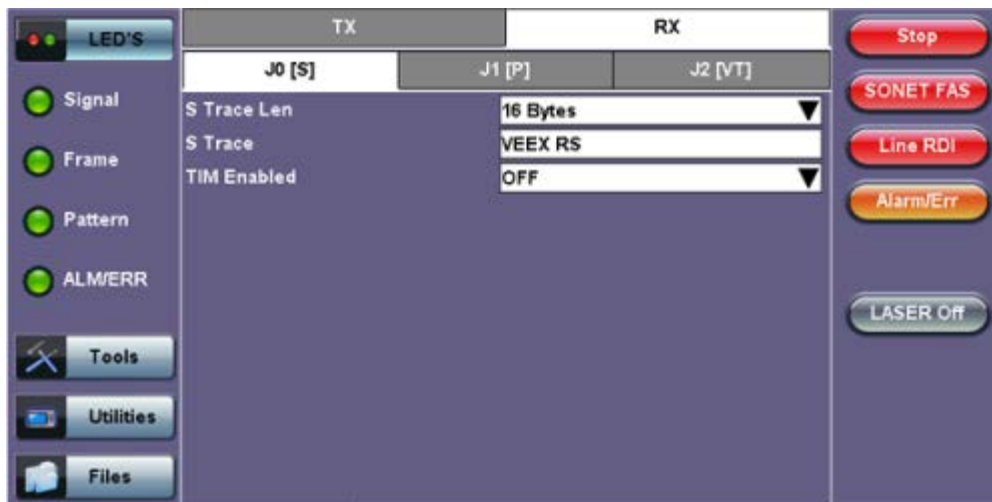 LED'S
Signal
Frame
Pattern
ALM/ERR
Tools
Utilities
Files
TX
RX
J0 [S]
J1 [P]
J2 [VT]
S Trace Len
16 Bytes
S Trace
VEEX RS
TIM Enabled
OFF
Stop
SONET FAS
Line RDI
Alarm/Err
LASER Off